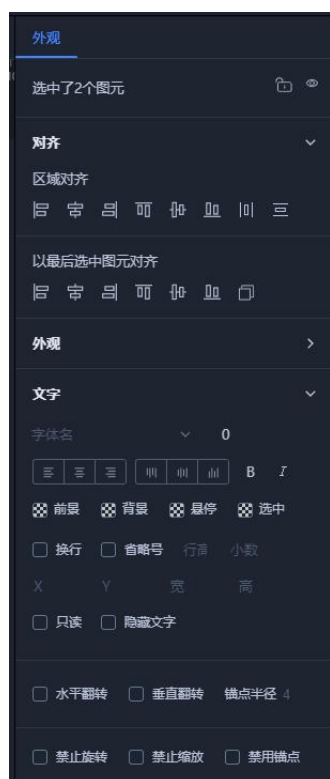 外观
选中了2个图元
对齐
区域对齐
以最后选中图元对齐
外观
文字
字体名 0
B I
前景 背景 悬停 选中
换行 省略号 行高 小数
X Y 宽 高
只读 隐藏文字
水平翻转 垂直翻转 锚点半径 4
禁止旋转 禁止缩放 禁用锚点